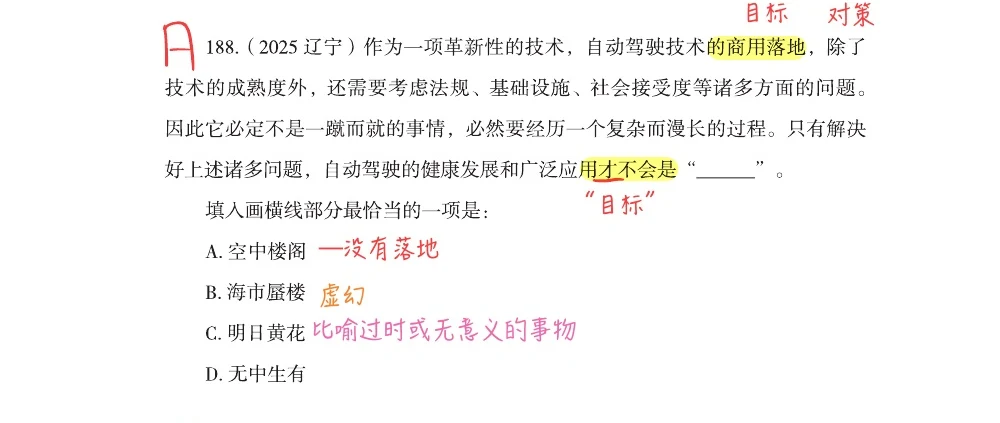 目标 对策
A 188.（2025 辽宁）作为一项革新性的技术，自动驾驶技术的商用落地，除了
技术的成熟度外，还需要考虑法规、基础设施、社会接受度等诸多方面的问题。
因此它必定不是一蹴而就的事情，必然要经历一个复杂而漫长的过程。只有解决
好上述诸多问题，自动驾驶的健康发展和广泛应用才不会是“______”。
“目标”
填入画横线部分最恰当的一项是：
A. 空中楼阁 —没有落地
B. 海市蜃楼 虚幻
C. 明日黄花 比喻过时或无意义的事物
D. 无中生有